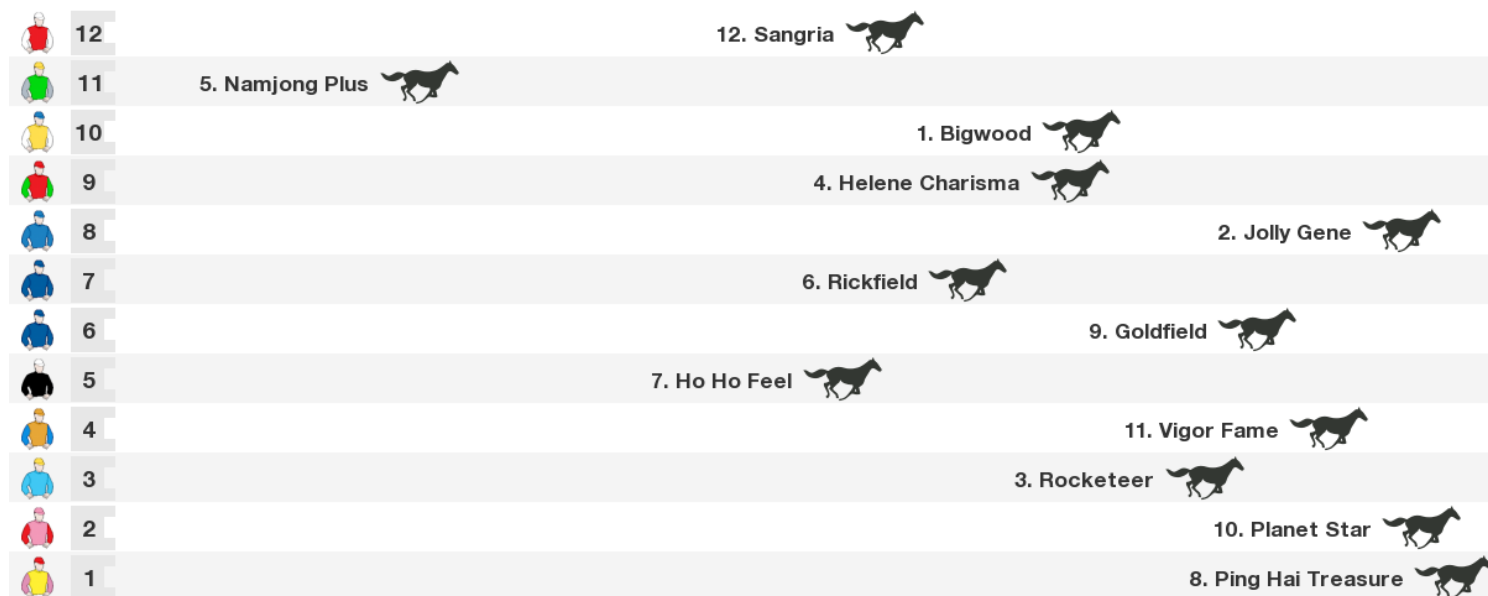 12 12. Sangria
11 5. Namjong Plus
10 1. Bigwood
9 4. Helene Charisma
8 2. Jolly Gene
7 6. Rickfield
6 9. Goldfield
5 7. Ho Ho Feel
4 11. Vigor Fame
3 3. Rocketeer
2 10. Planet Star
1 8. Ping Hai Treasure